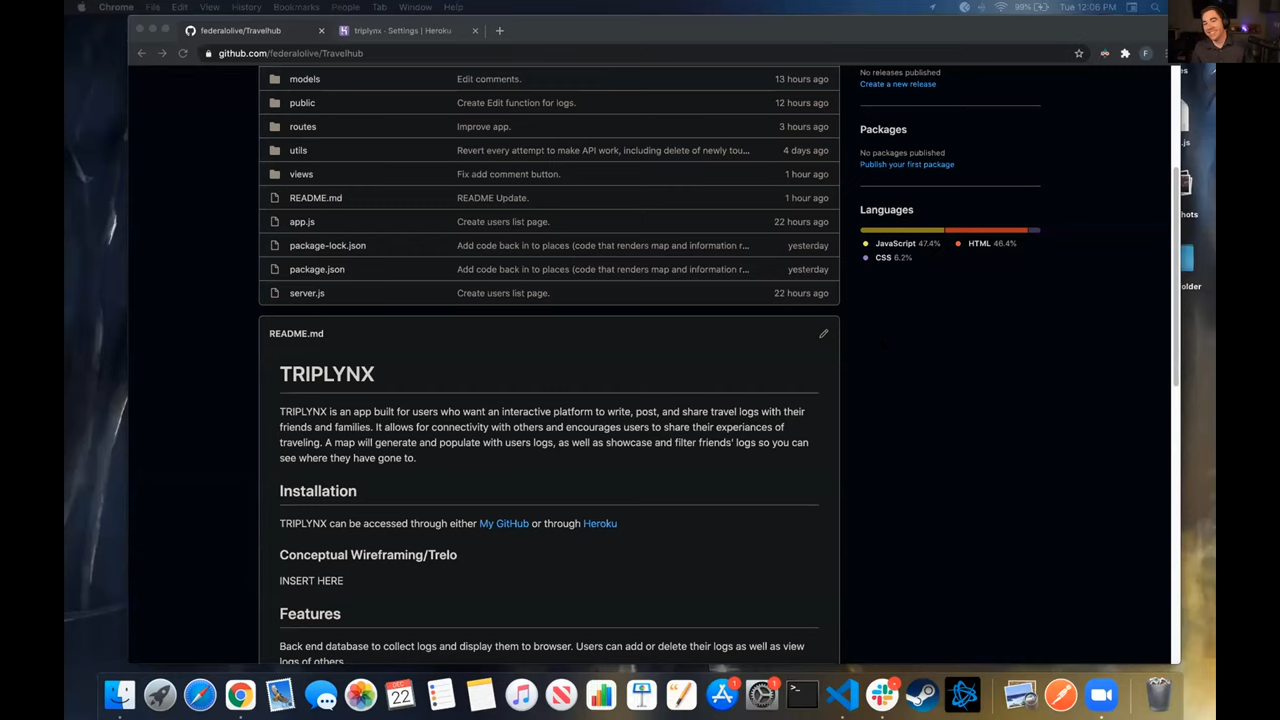 Chrome File Edit View History Bookmarks People Tab Window Help
99% Tue 12:06 PM
federalolive/Travelhub
triplynx - Settings | Heroku
github.com/federalolive/Travelhub
F
models Edit comments. 13 hours ago
public Create Edit function for logs. 12 hours ago
routes Improve app. 3 hours ago
utils Revert every attempt to make API work, including delete of newly tou... 4 days ago
views Fix add comment button. 1 hour ago
README.md README Update. 1 hour ago
app.js Create users list page. 22 hours ago
package-lock.json Add code back in to places (code that renders map and information r... yesterday
package.json Add code back in to places (code that renders map and information r... yesterday
server.js Create users list page. 22 hours ago
No releases published
Create a new release
Packages
No packages published
Publish your first package
Languages
JavaScript 47.4% HTML 46.4%
CSS 6.2%
.js
older
README.md
TRIPLYNX
TRIPLYNX is an app built for users who want an interactive platform to write, post, and share travel logs with their
friends and families. It allows for connectivity with others and encourages users to share their experiances of
traveling. A map will generate and populate with users logs, as well as showcase and filter friends' logs so you can
see where they have gone to.
Installation
TRIPLYNX can be accessed through either My GitHub or through Heroku
Conceptual Wireframing/Trelo
INSERT HERE
Features
Back end database to collect logs and display them to browser. Users can add or delete their logs as well as view
logs of others.
DEC
22
1
1